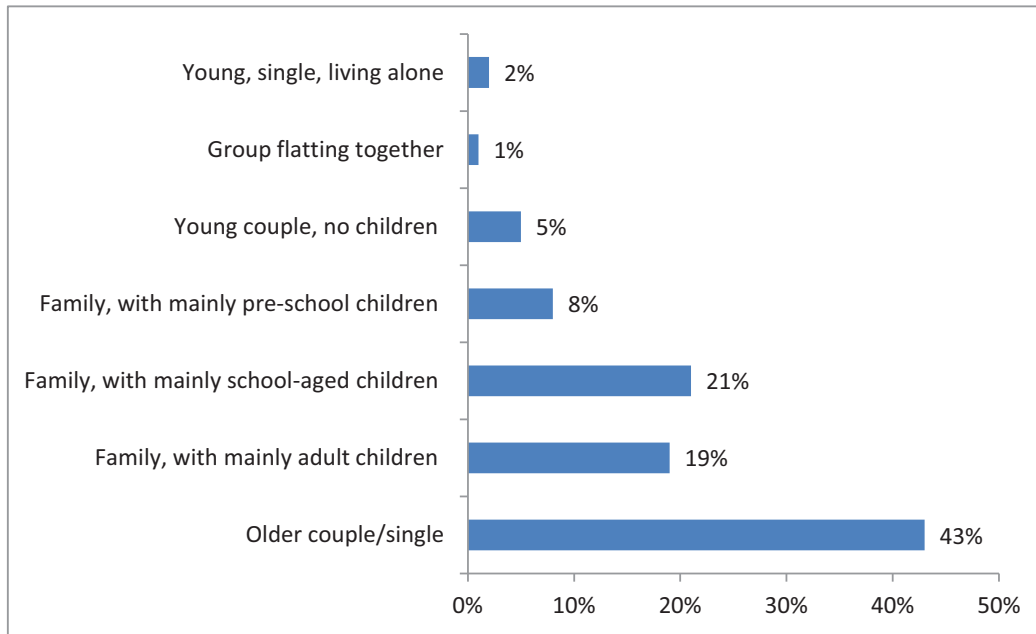 Young, single, living alone
2%
Group flatting together
1%
Young couple, no children
5%
Family, with mainly pre-school children
8%
Family, with mainly school-aged children
21%
Family, with mainly adult children
19%
Older couple/single
43%
0% 10% 20% 30% 40% 50%